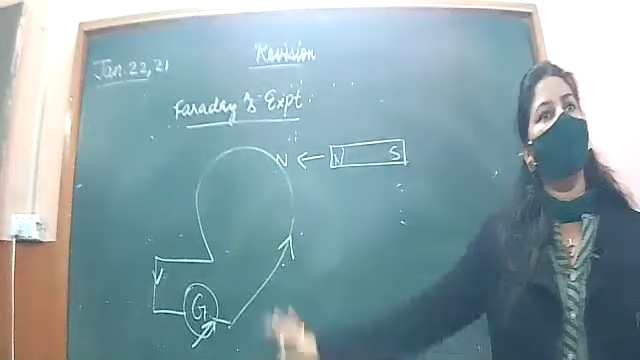 Revision
Jan. 22, 21
Faraday's Expt.
N
N S
G